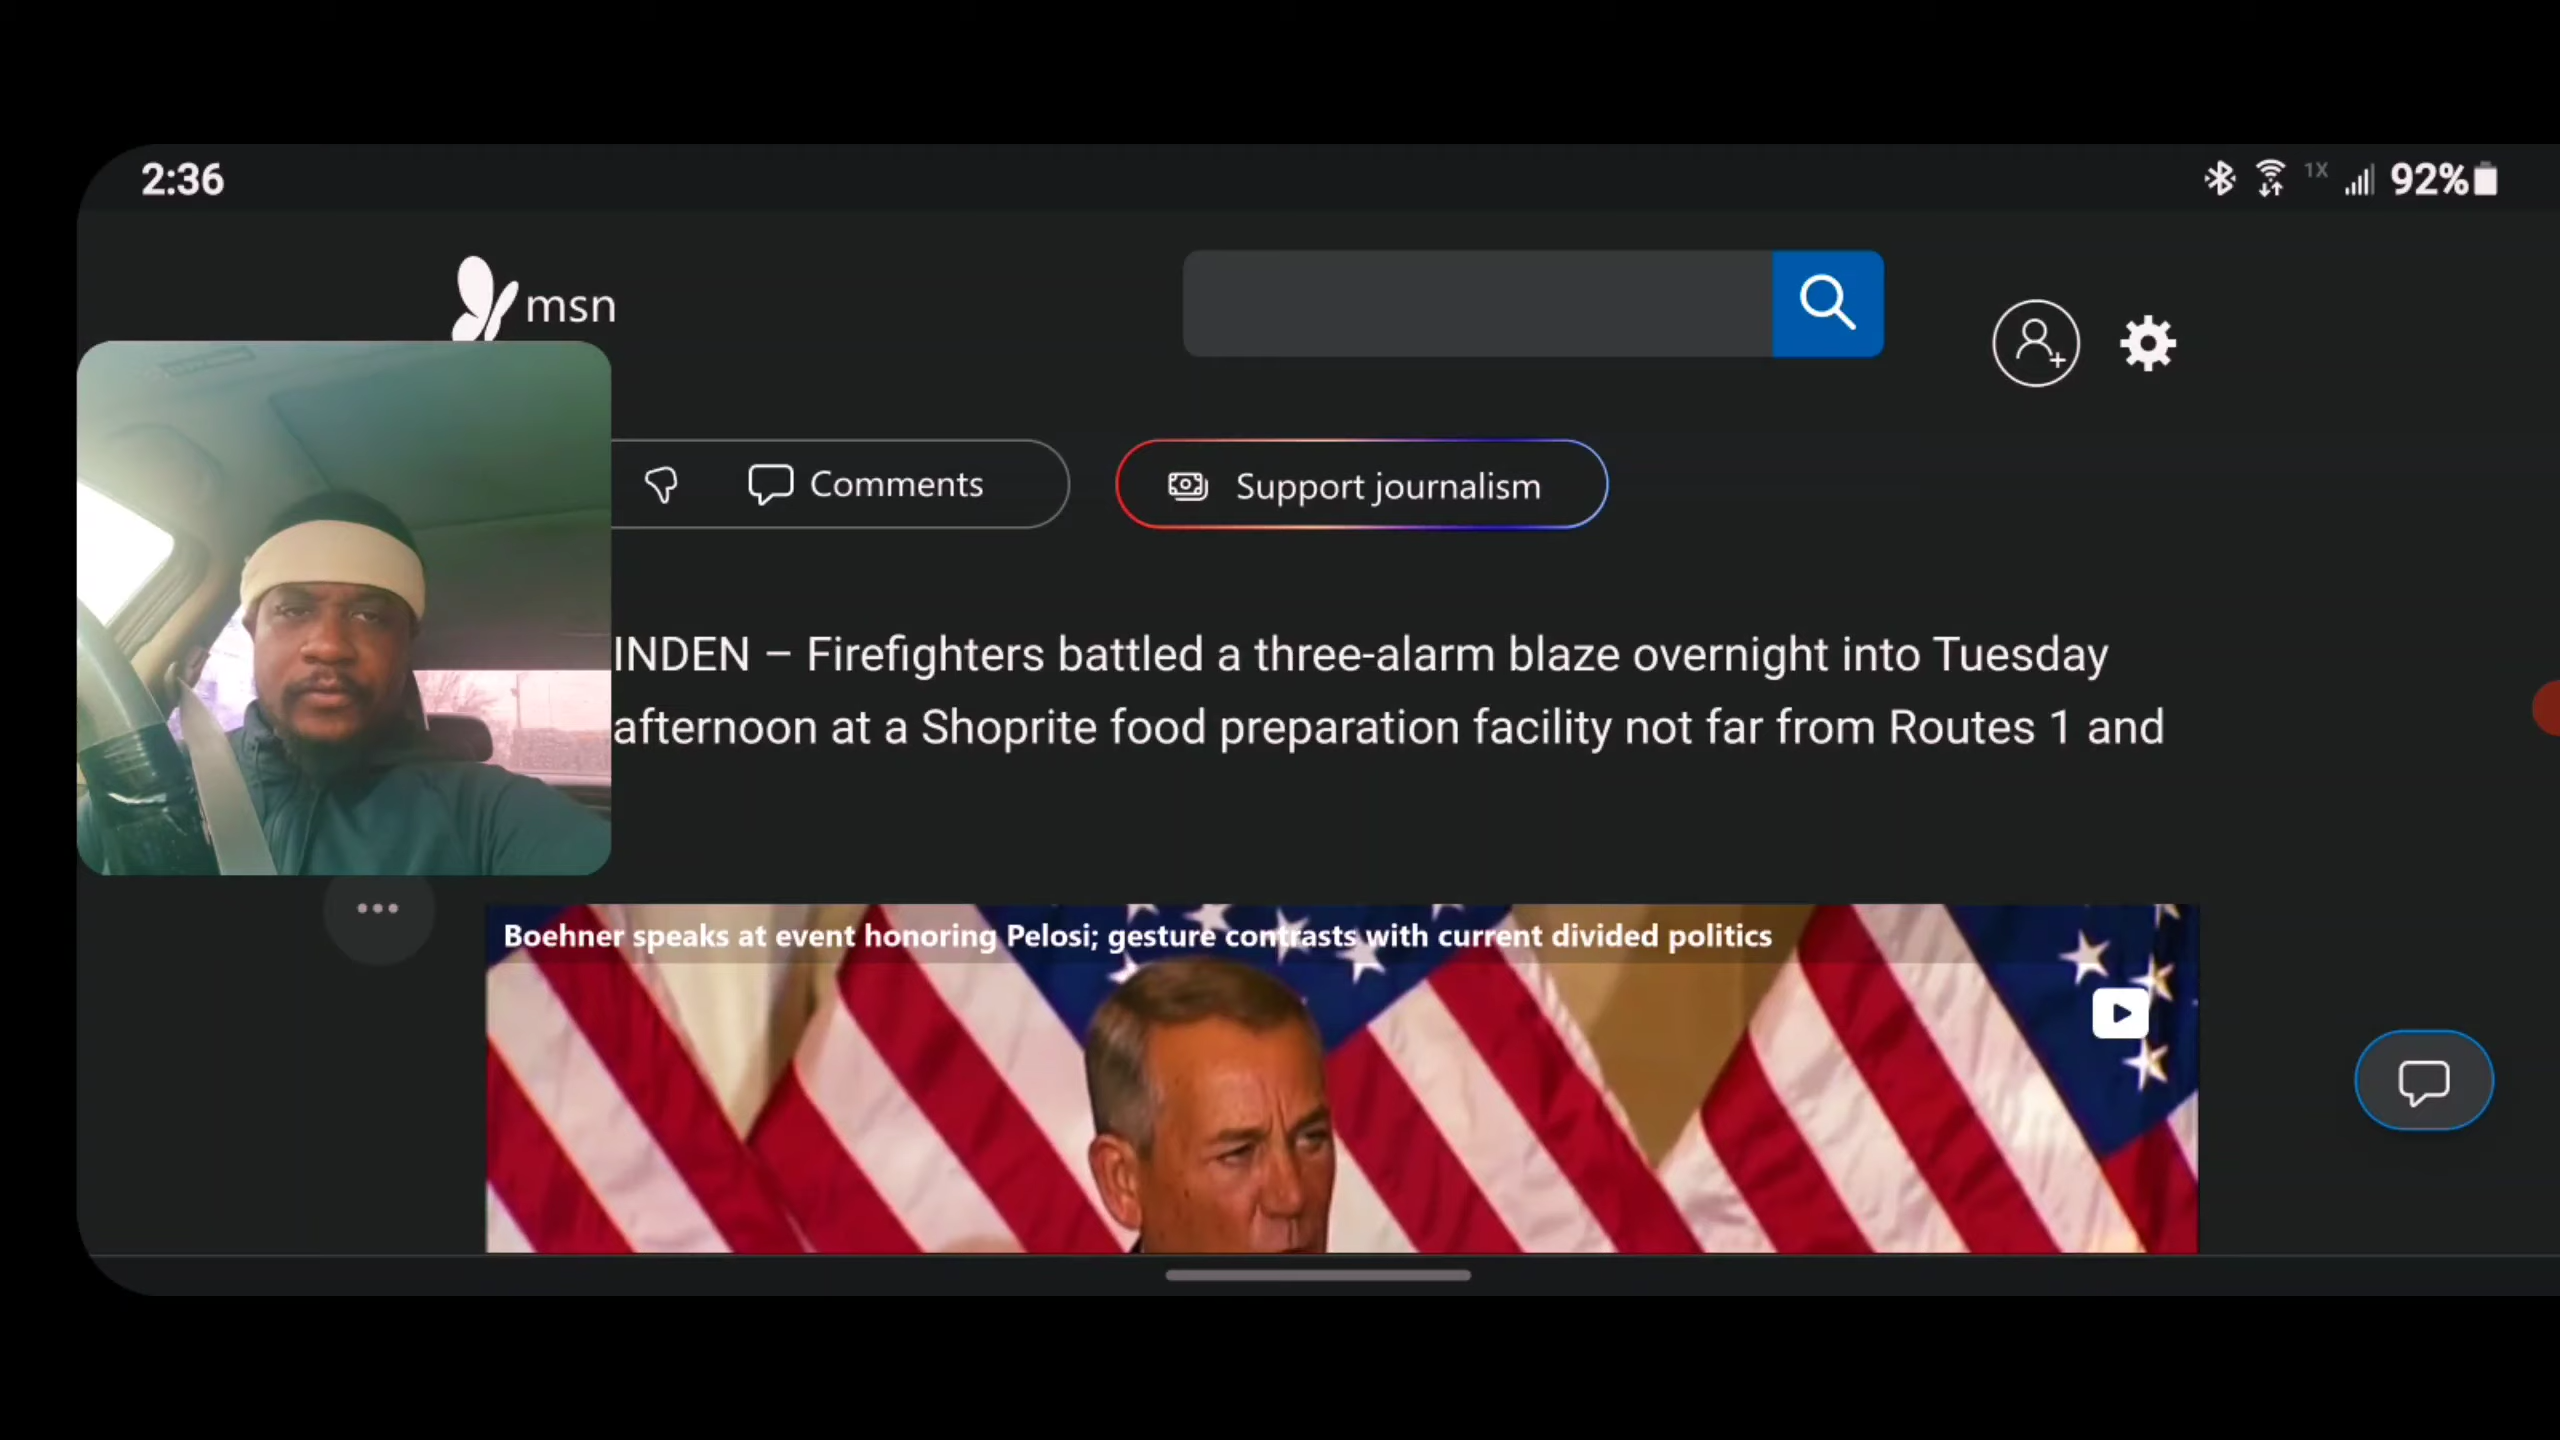 2:36
1X
92%
msn
Comments
Support journalism
INDEN – Firefighters battled a three-alarm blaze overnight into Tuesday
afternoon at a Shoprite food preparation facility not far from Routes 1 and
Boehner speaks at event honoring Pelosi; gesture contrasts with current divided politics